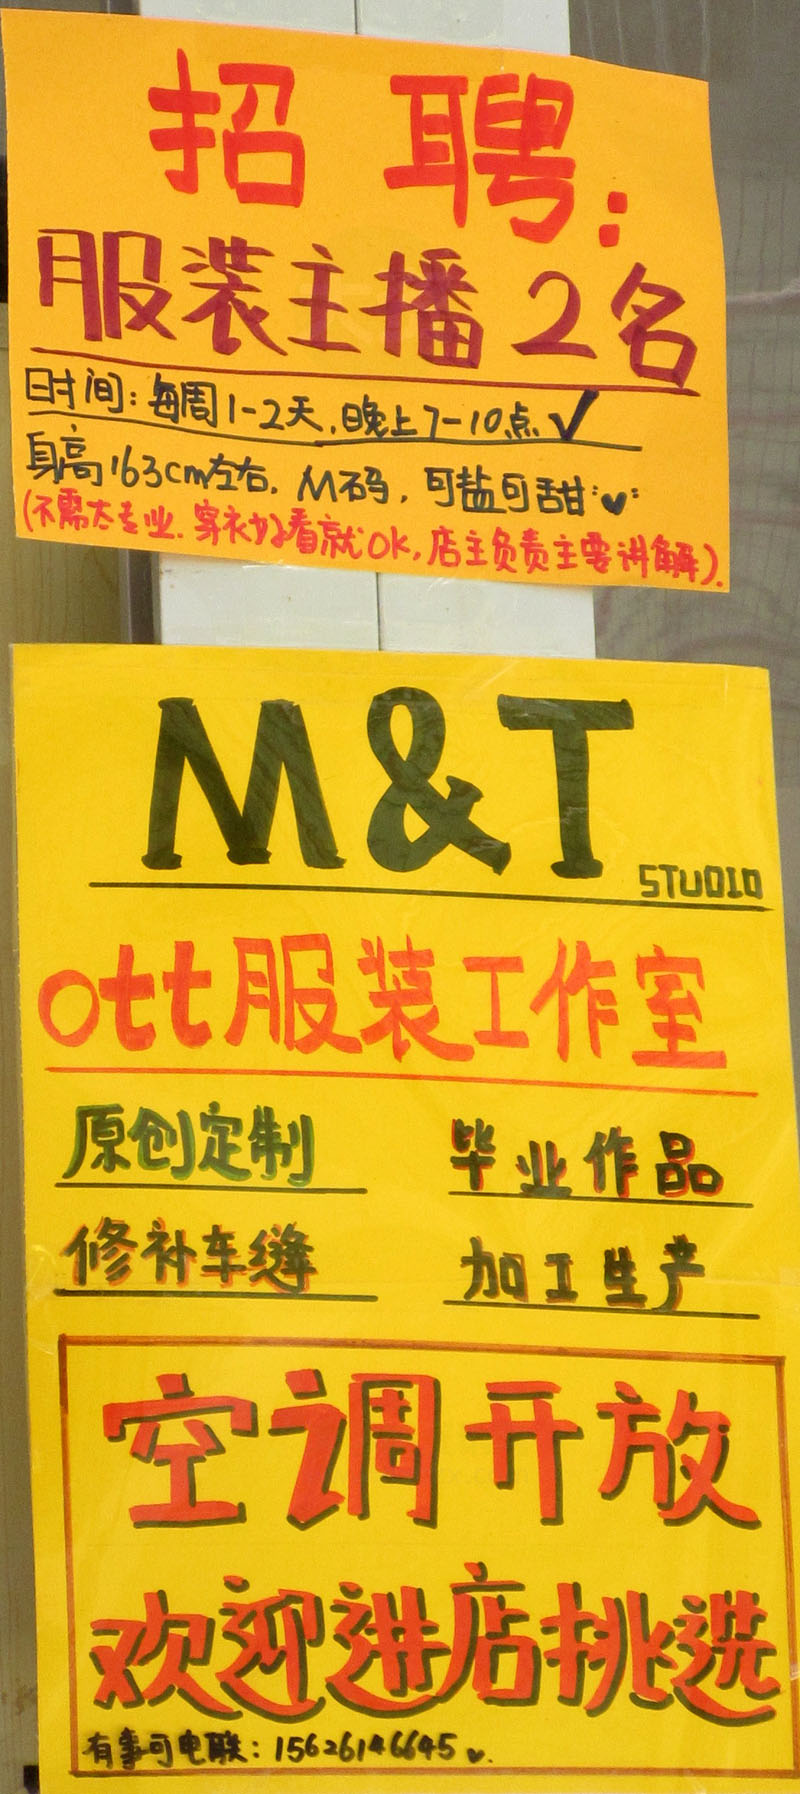 招 聘:
服装主播2名
时间:每周1-2天,晚上7-10点✓
身高163cm左右,M码,可盐可甜
(不需太专业.穿衣好看就OK,店主负责主要讲解).
M&T
STUDIO
ott服装工作室
原创定制 毕业作品
修补车缝 加工生产
空调开放
欢迎进店挑选
有事可电联:15626146645